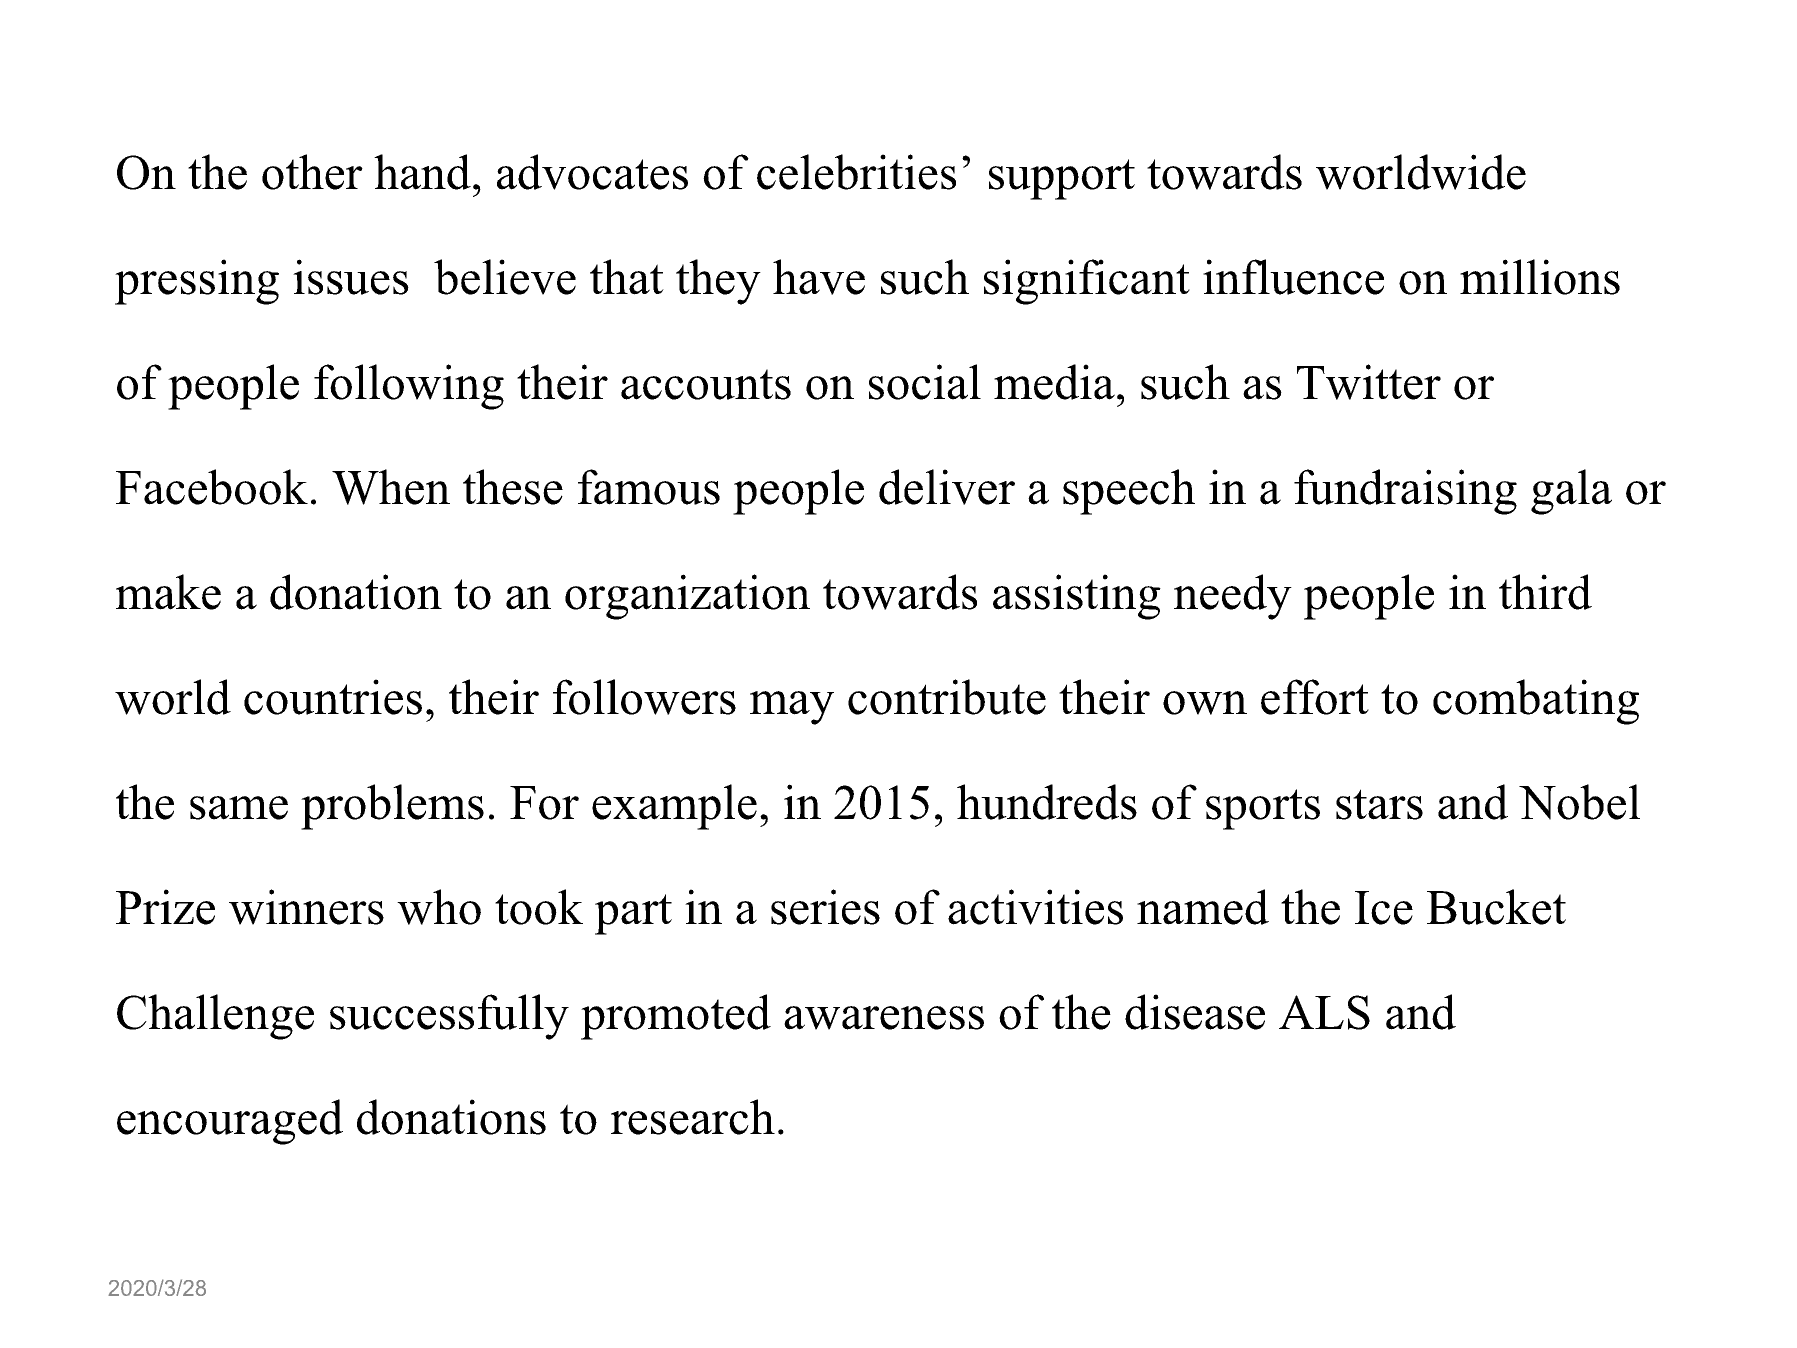 On the other hand, advocates of celebrities’ support towards worldwide
pressing issues  believe that they have such significant influence on millions
of people following their accounts on social media, such as Twitter or
Facebook. When these famous people deliver a speech in a fundraising gala or
make a donation to an organization towards assisting needy people in third
world countries, their followers may contribute their own effort to combating
the same problems. For example, in 2015, hundreds of sports stars and Nobel
Prize winners who took part in a series of activities named the Ice Bucket
Challenge successfully promoted awareness of the disease ALS and
encouraged donations to research.
2020/3/28